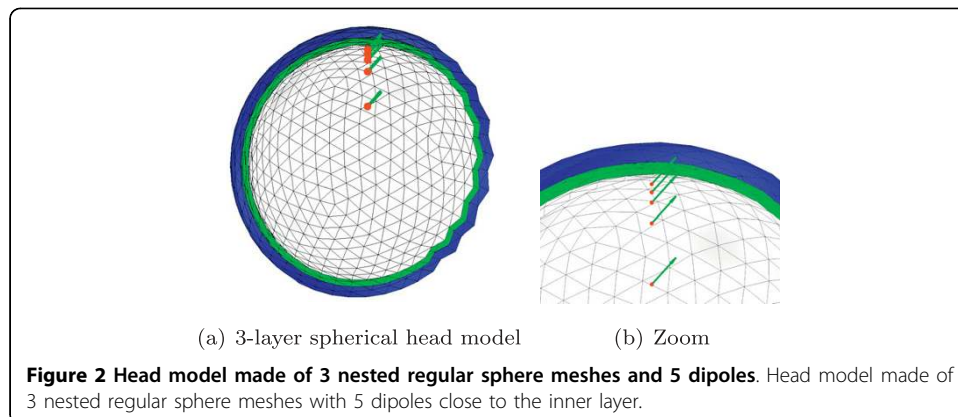 (a) 3-layer spherical head model
(b) Zoom
Figure 2 Head model made of 3 nested regular sphere meshes and 5 dipoles. Head model made of
3 nested regular sphere meshes with 5 dipoles close to the inner layer.